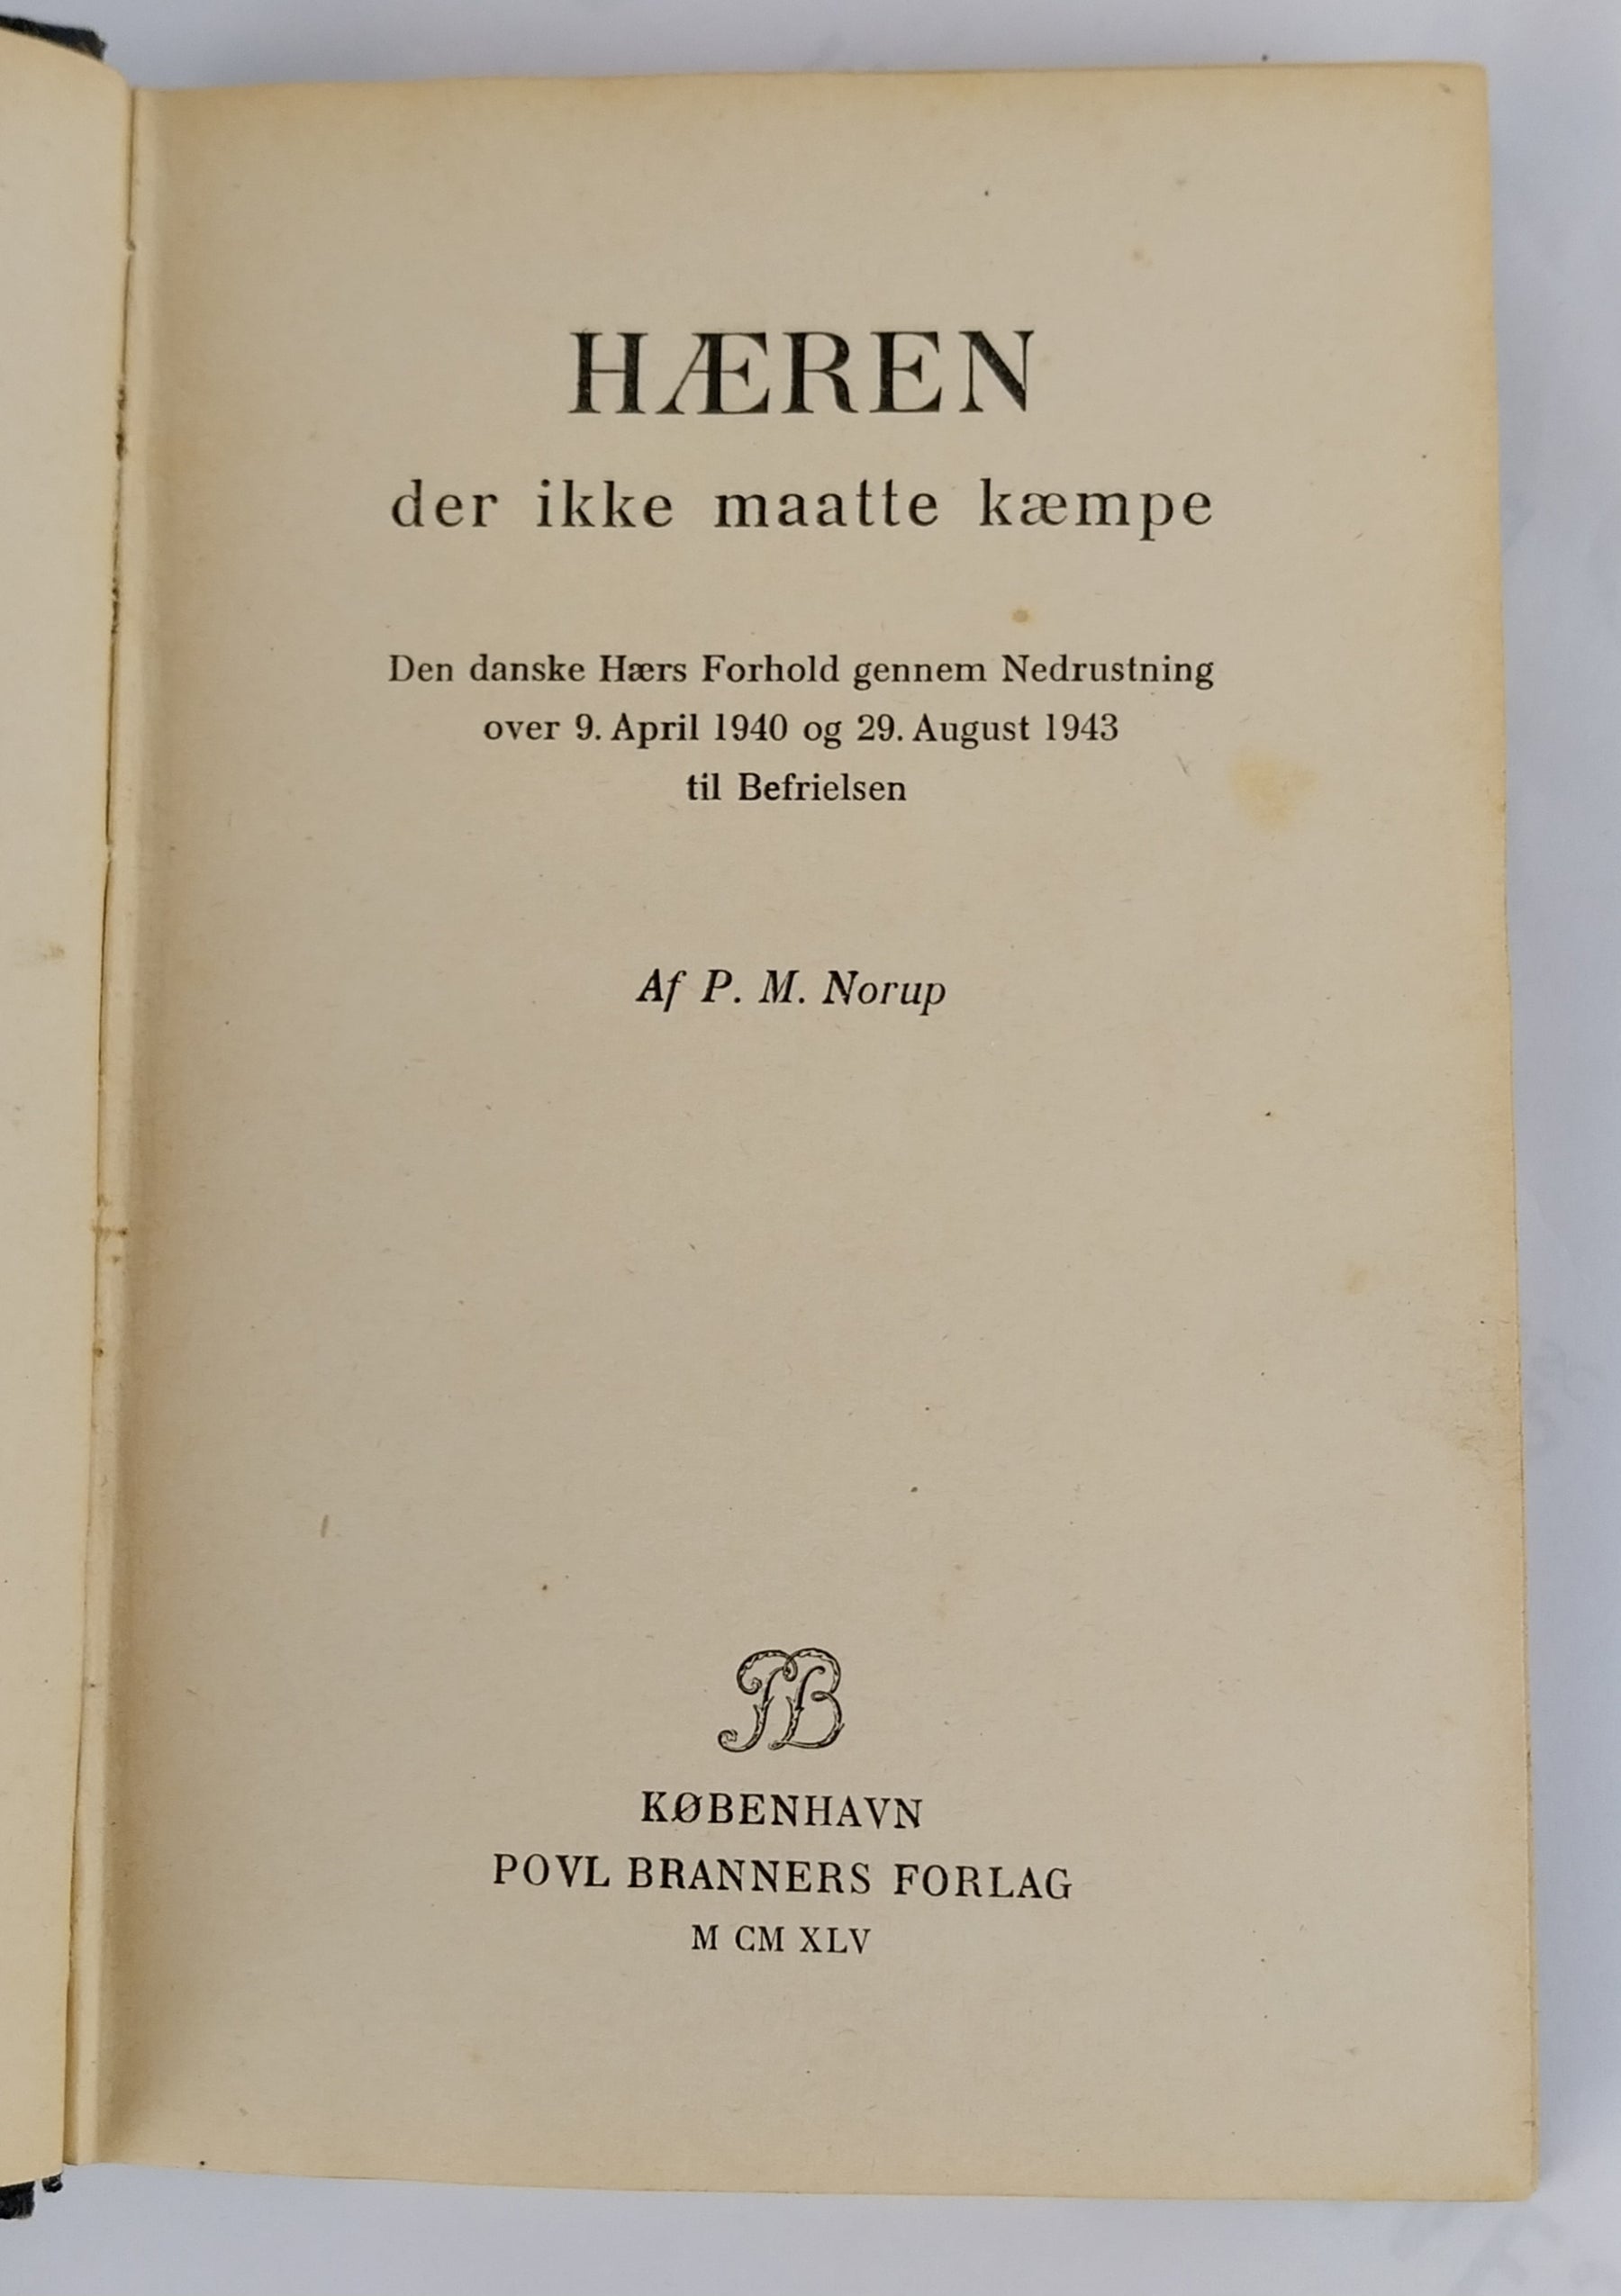 HÆREN
der ikke maatte kæmpe
Den danske Hærs Forhold gennem Nedrustning
over 9. April 1940 og 29. August 1943
til Befrielsen
Af P. M. Norup
PB
KØBENHAVN
POVL BRANNERS FORLAG
M CM XLV